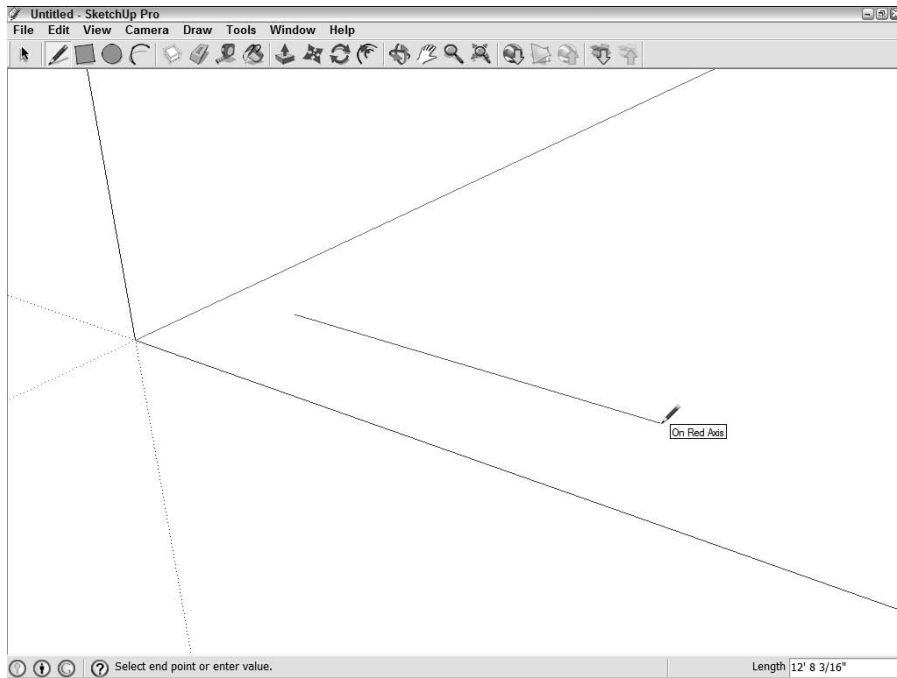 Untitled - SketchUp Pro
File Edit View Camera Draw Tools Window Help
On Red Axis
Select end point or enter value.
Length 12' 8 3/16"